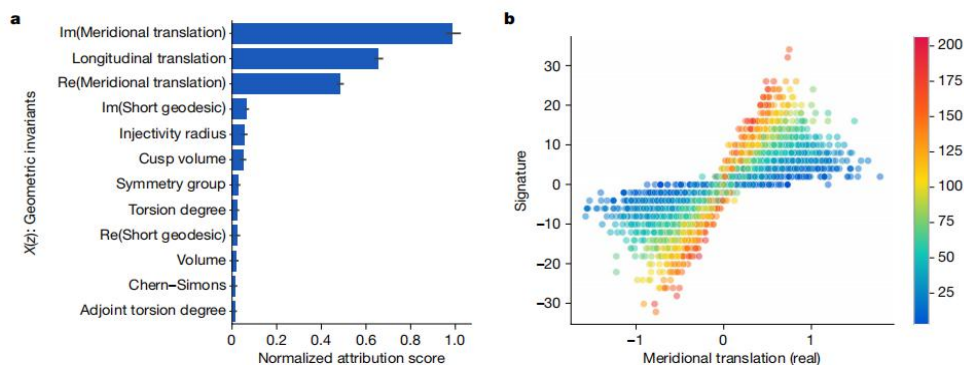 a
X(z): Geometric invariants
Im(Meridional translation)
Longitudinal translation
Re(Meridional translation)
Im(Short geodesic)
Injectivity radius
Cusp volume
Symmetry group
Torsion degree
Re(Short geodesic)
Volume
Chern–Simons
Adjoint torsion degree
0 0.2 0.4 0.6 0.8 1.0
Normalized attribution score
b
Signature
30
20
10
0
−10
−20
−30
−1 0 1
Meridional translation (real)
200
175
150
125
100
75
50
25